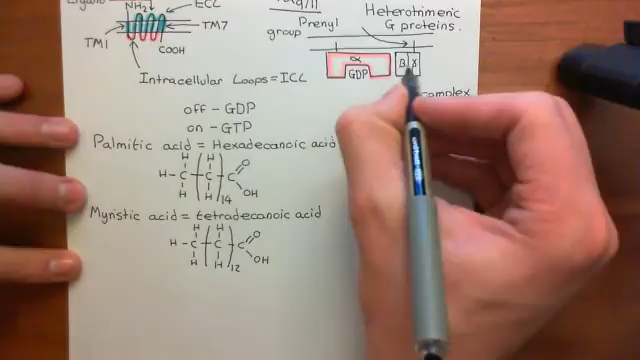 NH₂
ECL
TM7
TM1
COOH
Prenyl
group
Heterotrimeric
G proteins.
α
GDP
β γ
complex
Intracellular Loops = ICL
off - GDP
on - GTP
Palmitic acid = Hexadecanoic acid
H H
H - C - ( C ) - C O
H H 14 OH
Myristic acid = tetradecanoic acid
H H
H - C - ( C ) - C O
H H 12 OH